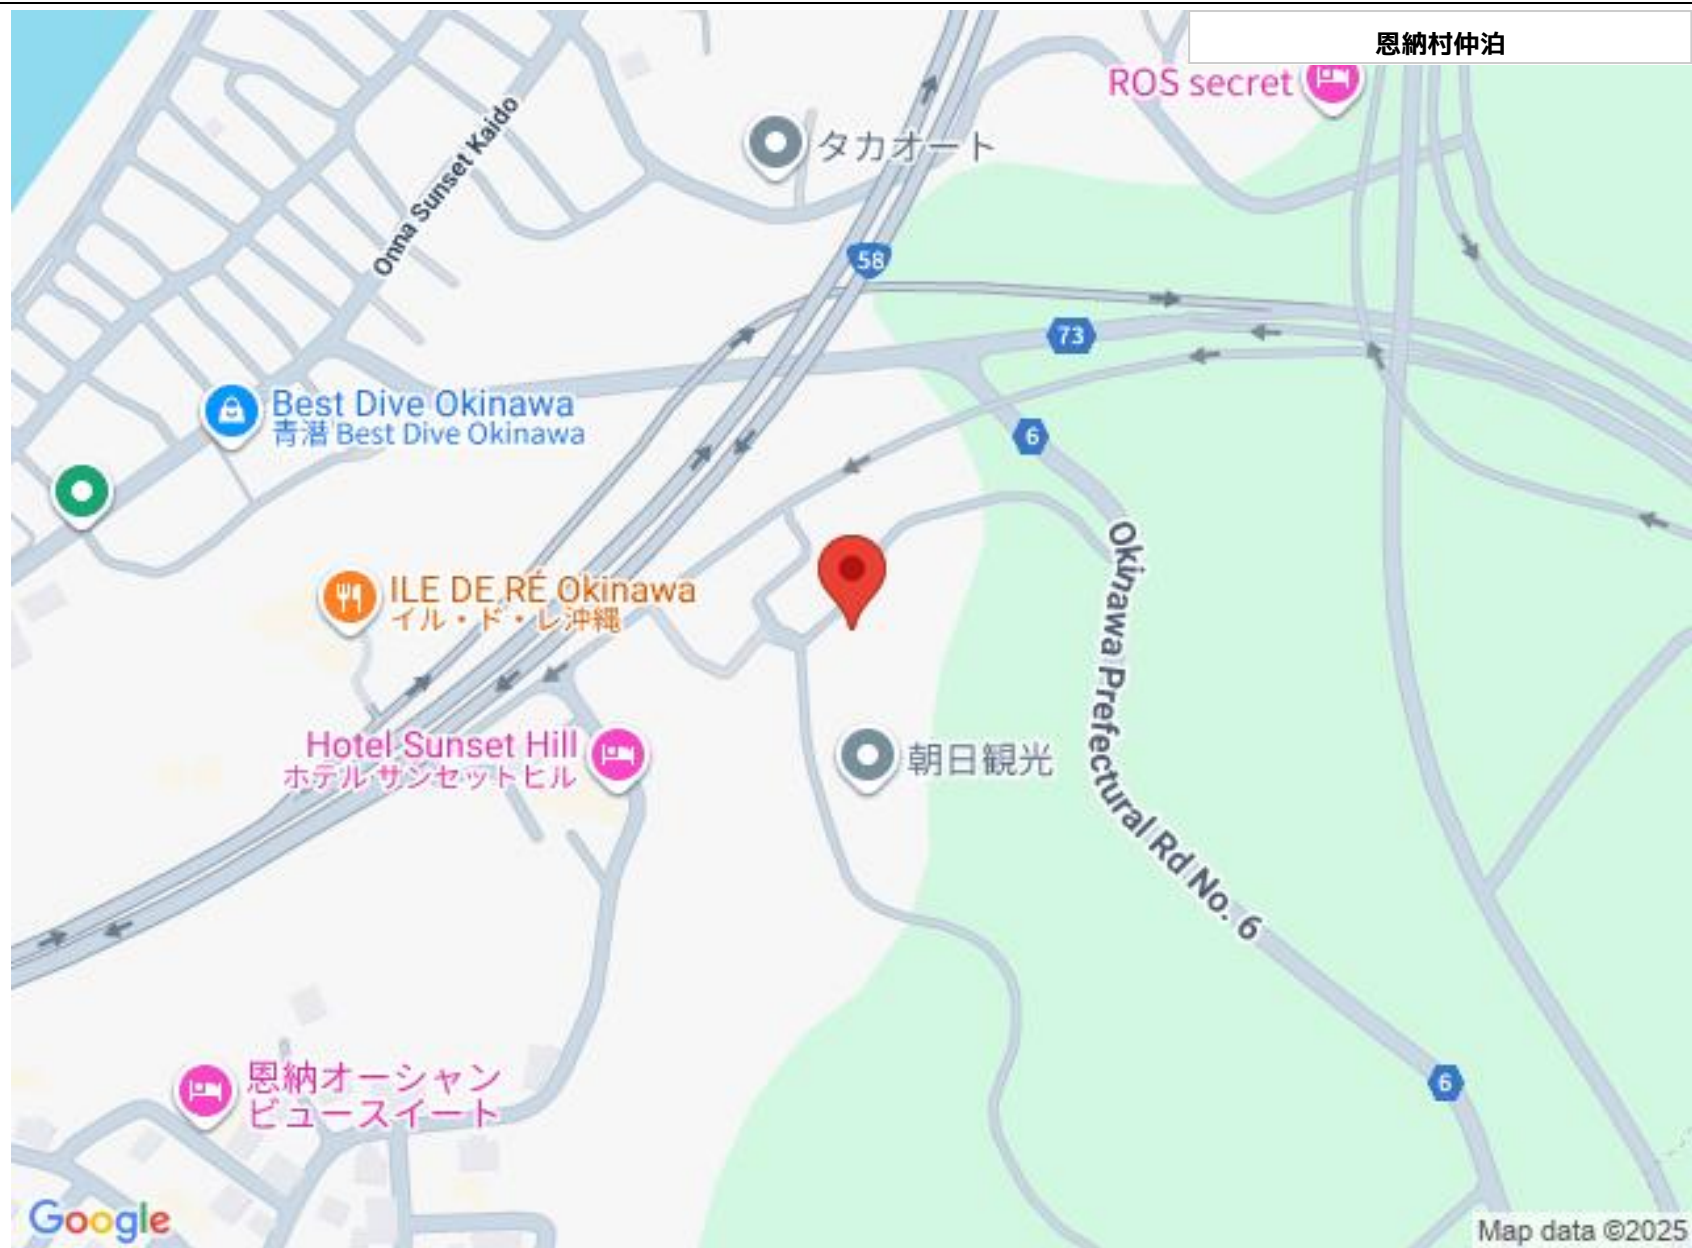 恩納村仲泊
ROS secret
タカオート
Onna Sunset Kaido
58
73
Best Dive Okinawa
青潜 Best Dive Okinawa
6
ILE DE RÉ Okinawa
イル・ド・レ沖縄
Okinawa Prefectural Rd No. 6
Hotel Sunset Hill
ホテル サンセットヒル
朝日観光
恩納オーシャン
ビュースイート
6
Google
Map data ©2025